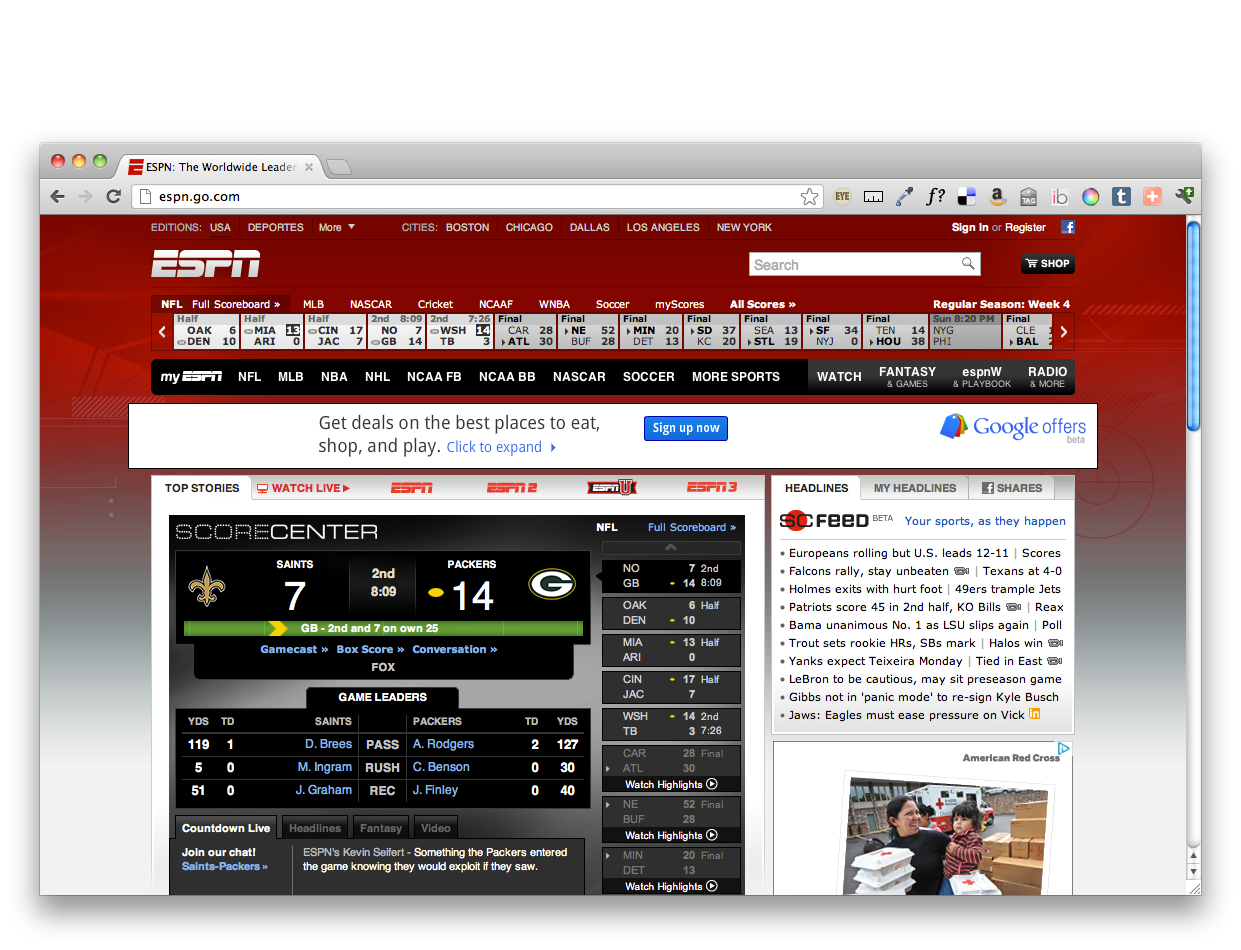 ESPN: The Worldwide Leader
espn.go.com
EYE
f?
a
TAG
ib
t
EDITIONS: USA DEPORTES More CITIES: BOSTON CHICAGO DALLAS LOS ANGELES NEW YORK Sign In or Register f
ESPN
Search
SHOP
NFL Full Scoreboard » MLB NASCAR Cricket NCAAF WNBA Soccer myScores All Scores » Regular Season: Week 4
Half Half Half 2nd 8:09 2nd 7:26 Final Final Final Final Final Final Final Sun 8:20 PM Final
OAK 6 MIA 13 CIN 17 NO 7 WSH 14 CAR 28 NE 52 MIN 20 SD 37 SEA 13 SF 34 TEN 14 NYG CLE
DEN 10 ARI 0 JAC 7 GB 14 TB 3 ATL 30 BUF 28 DET 13 KC 20 STL 19 NYJ 0 HOU 38 PHI BAL
my ESPN NFL MLB NBA NHL NCAA FB NCAA BB NASCAR SOCCER MORE SPORTS WATCH FANTASY espnW RADIO
& GAMES & PLAYBOOK & MORE
Get deals on the best places to eat,
shop, and play. Click to expand
Sign up now
Google offers
beta
TOP STORIES WATCH LIVE ESPN ESPN 2 ESPN U ESPN 3
HEADLINES MY HEADLINES f SHARES
SCORECENTER
NFL Full Scoreboard »
SAINTS
7
2nd
8:09
PACKERS
14
G
GB - 2nd and 7 on own 25
Gamecast » Box Score » Conversation »
FOX
GAME LEADERS
YDS TD SAINTS PACKERS TD YDS
119 1 D. Brees PASS A. Rodgers 2 127
5 0 M. Ingram RUSH C. Benson 0 30
51 0 J. Graham REC J. Finley 0 40
Countdown Live Headlines Fantasy Video
Join our chat!
Saints-Packers »
ESPN's Kevin Seifert - Something the Packers entered
the game knowing they would exploit if they saw.
NO 7 2nd
GB 14 8:09
OAK 6 Half
DEN 10
MIA 13 Half
ARI 0
CIN 17 Half
JAC 7
WSH 14 2nd
TB 3 7:26
CAR 28 Final
ATL 30
Watch Highlights
NE 52 Final
BUF 28
Watch Highlights
MIN 20 Final
DET 13
Watch Highlights
SC FEED BETA Your sports, as they happen
• Europeans rolling but U.S. leads 12-11 | Scores
• Falcons rally, stay unbeaten | Texans at 4-0
• Holmes exits with hurt foot | 49ers trample Jets
• Patriots score 45 in 2nd half, KO Bills | Reax
• Bama unanimous No. 1 as LSU slips again | Poll
• Trout sets rookie HRs, SBs mark | Halos win
• Yanks expect Teixeira Monday | Tied in East
• LeBron to be cautious, may sit preseason game
• Gibbs not in 'panic mode' to re-sign Kyle Busch
• Jaws: Eagles must ease pressure on Vick in
American Red Cross